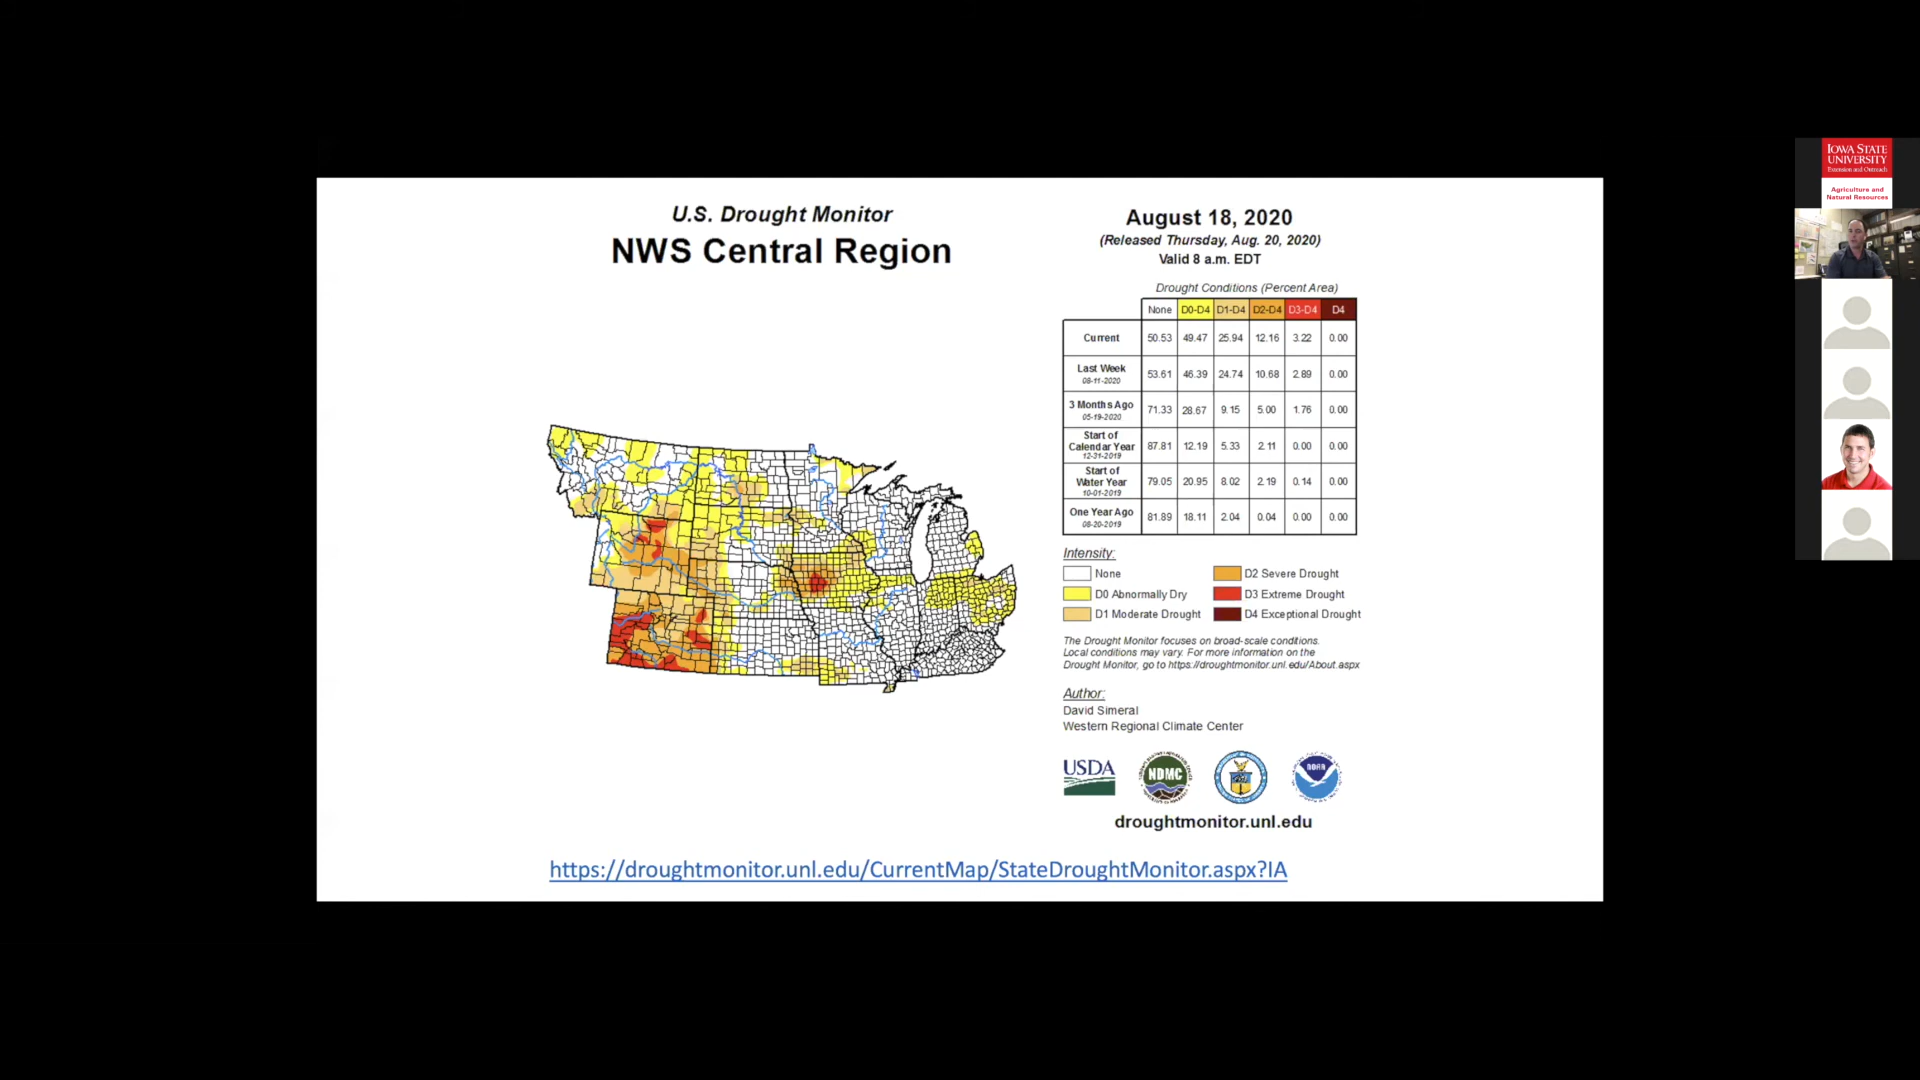 U.S. Drought Monitor
NWS Central Region
August 18, 2020
(Released Thursday, Aug. 20, 2020)
Valid 8 a.m. EDT
Drought Conditions (Percent Area)
None D0-D4 D1-D4 D2-D4 D3-D4 D4
Current 50.53 49.47 25.94 12.16 3.22 0.00
Last Week
08-11-2020 53.61 46.39 24.74 10.68 2.89 0.00
3 Months Ago
05-19-2020 71.33 28.67 9.15 5.00 1.76 0.00
Start of
Calendar Year
12-31-2019 87.81 12.19 5.33 2.11 0.00 0.00
Start of
Water Year
10-01-2019 79.05 20.95 8.02 2.19 0.14 0.00
One Year Ago
08-20-2019 81.89 18.11 2.04 0.04 0.00 0.00
Intensity:
None
D0 Abnormally Dry
D1 Moderate Drought
D2 Severe Drought
D3 Extreme Drought
D4 Exceptional Drought
The Drought Monitor focuses on broad-scale conditions.
Local conditions may vary. For more information on the
Drought Monitor, go to https://droughtmonitor.unl.edu/About.aspx
Author:
David Simeral
Western Regional Climate Center
USDA
NDMC
NOAA
droughtmonitor.unl.edu
https://droughtmonitor.unl.edu/CurrentMap/StateDroughtMonitor.aspx?IA
IOWA STATE
UNIVERSITY
Extension and Outreach
Agriculture and
Natural Resources